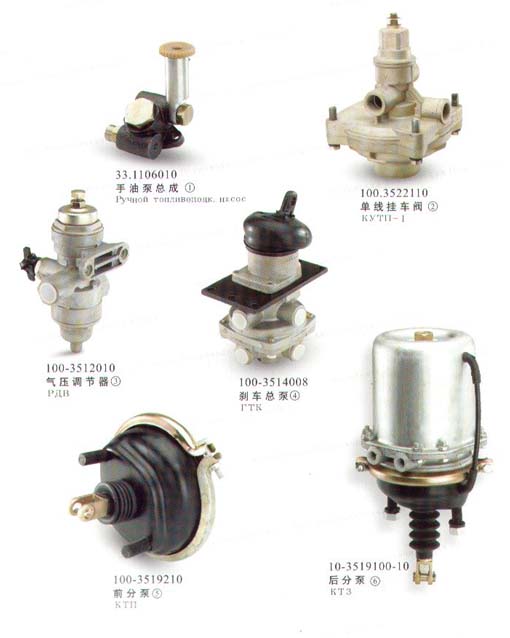 33.1106010
手油泵总成 ①
Ручной топливоподк. насос
100.3522110
单线挂车阀 ②
КУТП-1
100-3512010
气压调节器 ③
РДВ
100-3514008
刹车总泵 ④
ГТК
100-3519210
前分泵 ⑤
КТП
10-3519100-10
后分泵 ⑥
КТЗ